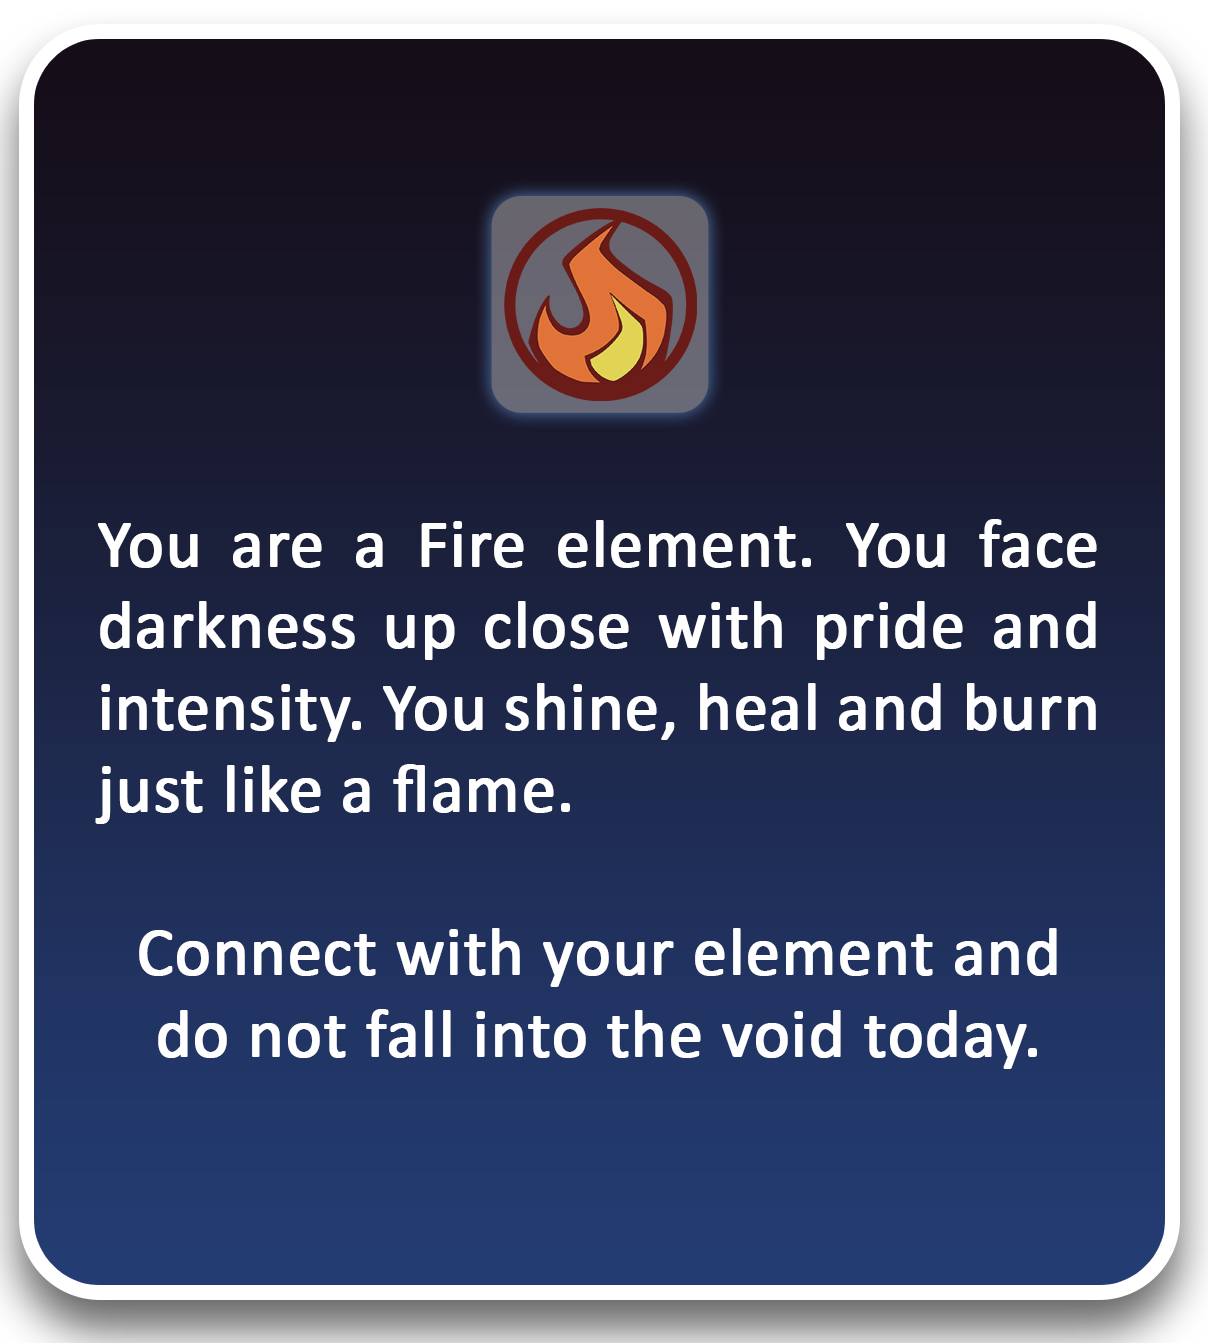 You are a Fire element. You face
darkness up close with pride and
intensity. You shine, heal and burn
just like a flame.
Connect with your element and
do not fall into the void today.